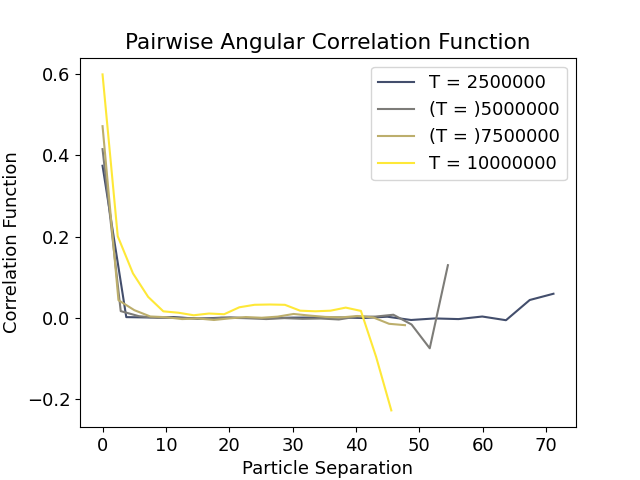 Pairwise Angular Correlation Function
0.6
0.4
0.2
0.0
−0.2
Correlation Function
T = 2500000
(T = )5000000
(T = )7500000
T = 10000000
0 10 20 30 40 50 60 70
Particle Separation